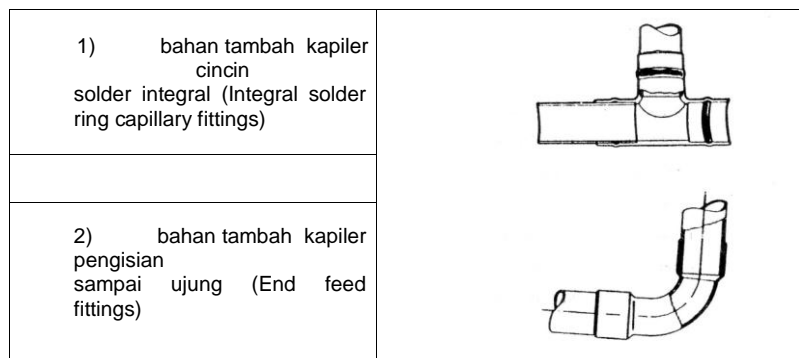 1) bahan tambah kapiler
cincin
solder integral (Integral solder
ring capillary fittings)
2) bahan tambah kapiler
pengisian
sampai ujung (End feed
fittings)